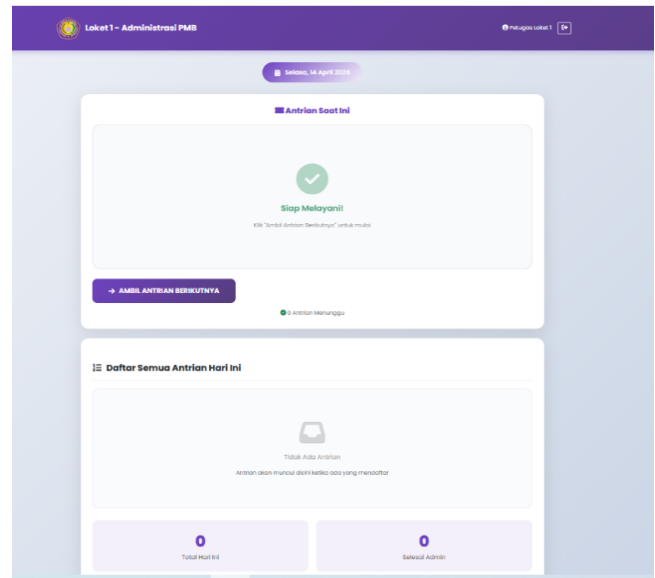 Loket 1 - Administrasi PMB
Petugas Loket 1
Selasa, 14 April 2026
Antrian Saat Ini
Siap Melayani!
Klik "Ambil Antrian Berikutnya" untuk mulai
→ AMBIL ANTRIAN BERIKUTNYA
0 Antrian Menunggu
Daftar Semua Antrian Hari Ini
Tidak Ada Antrian
Antrian akan muncul disini ketika ada yang mendaftar
0
Total Hari Ini
0
Selesai Admin